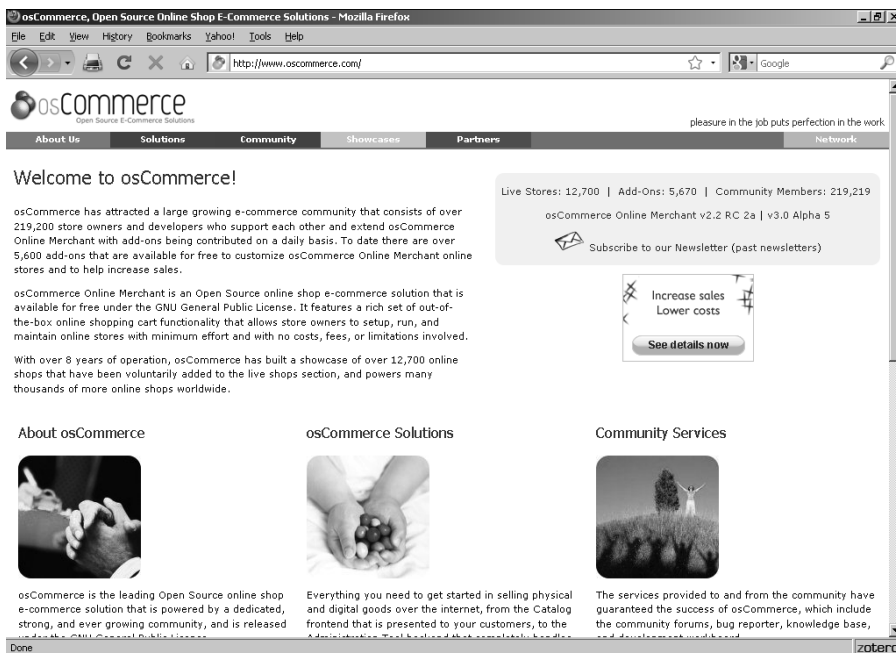 osCommerce, Open Source Online Shop E-Commerce Solutions - Mozilla Firefox
File Edit View History Bookmarks Yahoo! Tools Help
http://www.oscommerce.com/
Google
osCommerce
Open Source E-Commerce Solutions
pleasure in the job puts perfection in the work
About Us Solutions Community Showcases Partners Network
Welcome to osCommerce!
osCommerce has attracted a large growing e-commerce community that consists of over
219,200 store owners and developers who support each other and extend osCommerce
Online Merchant with add-ons being contributed on a daily basis. To date there are over
5,600 add-ons that are available for free to customize osCommerce Online Merchant online
stores and to help increase sales.
osCommerce Online Merchant is an Open Source online shop e-commerce solution that is
available for free under the GNU General Public License. It features a rich set of out-of-
the-box online shopping cart functionality that allows store owners to setup, run, and
maintain online stores with minimum effort and with no costs, fees, or limitations involved.
With over 8 years of operation, osCommerce has built a showcase of over 12,700 online
shops that have been voluntarily added to the live shops section, and powers many
thousands of more online shops worldwide.
Live Stores: 12,700 | Add-Ons: 5,670 | Community Members: 219,219
osCommerce Online Merchant v2.2 RC 2a | v3.0 Alpha 5
Subscribe to our Newsletter (past newsletters)
Increase sales
Lower costs
See details now
About osCommerce
osCommerce is the leading Open Source online shop
e-commerce solution that is powered by a dedicated,
strong, and ever growing community, and is released
under the GNU General Public License
osCommerce Solutions
Everything you need to get started in selling physical
and digital goods over the internet, from the Catalog
frontend that is presented to your customers, to the
Administration Tool backend that completely handles
Community Services
The services provided to and from the community have
guaranteed the success of osCommerce, which include
the community forums, bug reporter, knowledge base,
and development workboard
Done
zotero